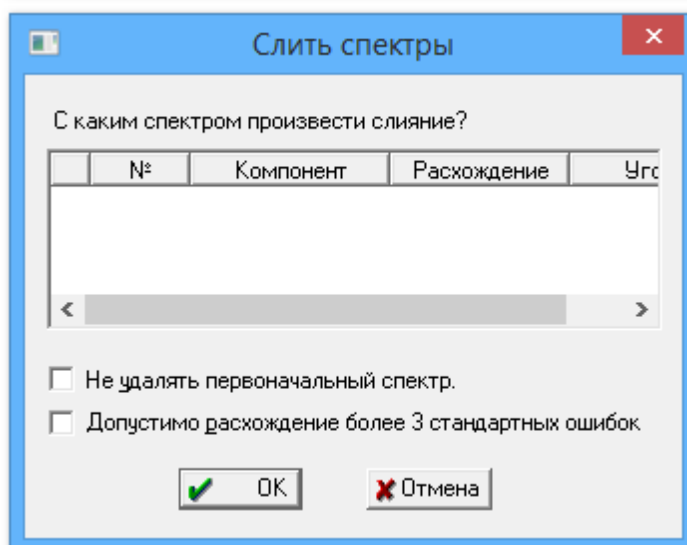 Слить спектры
С каким спектром произвести слияние?
№ Компонент Расхождение Уго
Не удалять первоначальный спектр.
Допустимо расхождение более 3 стандартных ошибок
OK Отмена